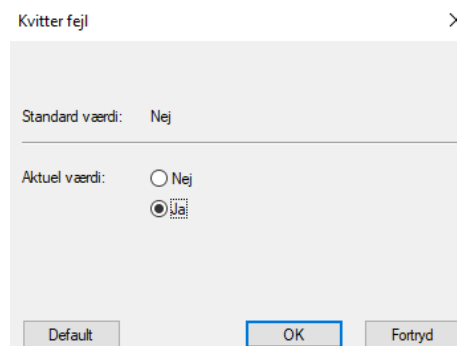 Kvitter fejl
Standard værdi: Nej
Aktuel værdi: Nej
Ja
Default OK Fortryd